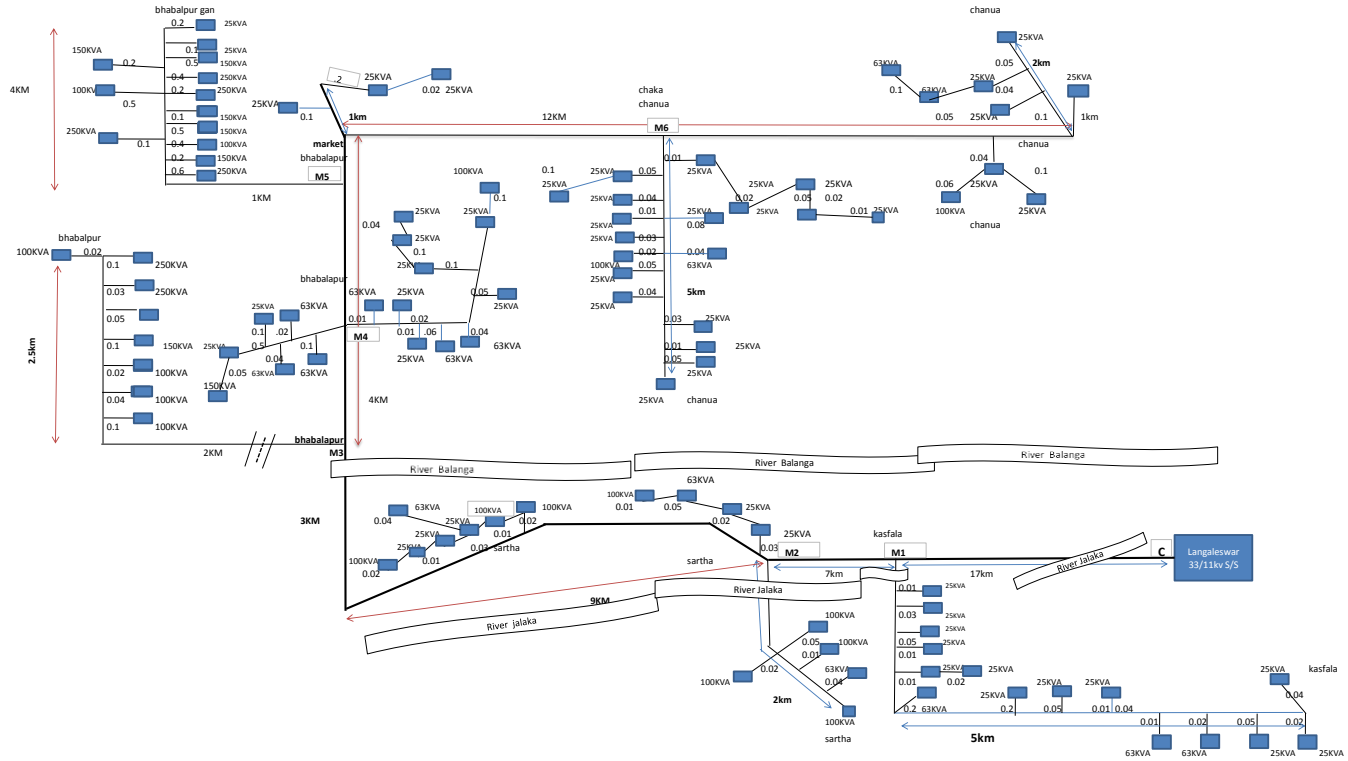 bhabalpur gan
0.2
25KVA
150KVA
0.1
25KVA
0.2
0.5
150KVA
0.4
250KVA
4KM
100KV
0.2
250KVA
0.5
0.1
150KVA
250KVA
0.5
150KVA
0.1
0.4
100KVA
0.2
150KVA
0.6
250KVA
1KM
.2
25KVA
0.02
25KVA
25KVA
0.1
1km
market
bhabalapur
M5
12KM
chaka
chanua
M6
chanua
25KVA
63KVA
0.05
2km
25KVA
25KVA
0.1
63KVA
0.04
0.05
25KVA
0.1
1km
chanua
0.04
25KVA
0.1
0.06
100KVA
25KVA
chanua
0.01
25KVA
0.1
25KVA
0.05
25KVA
0.04
25KVA
0.01
25KVA
0.03
25KVA
0.02
100KVA
0.05
25KVA
0.04
25KVA
0.02
25KVA
25KVA
25KVA
0.05
0.02
0.01
25KVA
25KVA
0.08
0.04
63KVA
5km
0.03
25KVA
0.01
25KVA
0.05
25KVA
25KVA
chanua
100KVA
0.1
0.04
25KVA
25KVA
25KVA
0.1
25KVA
0.1
0.05
25KVA
bhabalapur
63KVA
25KVA
0.01
0.02
0.01
.06
0.04
25KVA
63KVA
63KVA
M4
bhabalpur
100KVA
0.02
0.1
250KVA
0.03
250KVA
0.05
0.1
150KVA
0.02
100KVA
0.04
100KVA
0.1
100KVA
2.5km
25KVA
63KVA
0.1
.02
25KVA
0.5
0.1
0.05
0.04
63KVA
63KVA
150KVA
4KM
bhabalapur
2KM
M3
River Balanga
River Balanga
River Balanga
3KM
63KVA
100KVA
100KVA
0.04
25KVA
0.02
25KVA
0.01
25KVA
0.03
sartha
0.01
100KVA
0.02
63KVA
100KVA
0.01
0.05
25KVA
0.02
25KVA
0.03
M2
kasfala
M1
C
Langaleswar
33/11kv S/S
sartha
7km
17km
River Jalaka
River Jalaka
9KM
River jalaka
100KVA
0.05
100KVA
0.01
0.02
63KVA
0.04
100KVA
2km
100KVA
sartha
0.01
25KVA
0.03
25KVA
0.05
25KVA
0.01
25KVA
25KVA
25KVA
0.01
0.02
0.2
63KVA
25KVA
0.2
25KVA
0.05
25KVA
0.01
0.04
25KVA
kasfala
0.04
0.01
0.02
0.05
0.02
63KVA
63KVA
25KVA
25KVA
5km